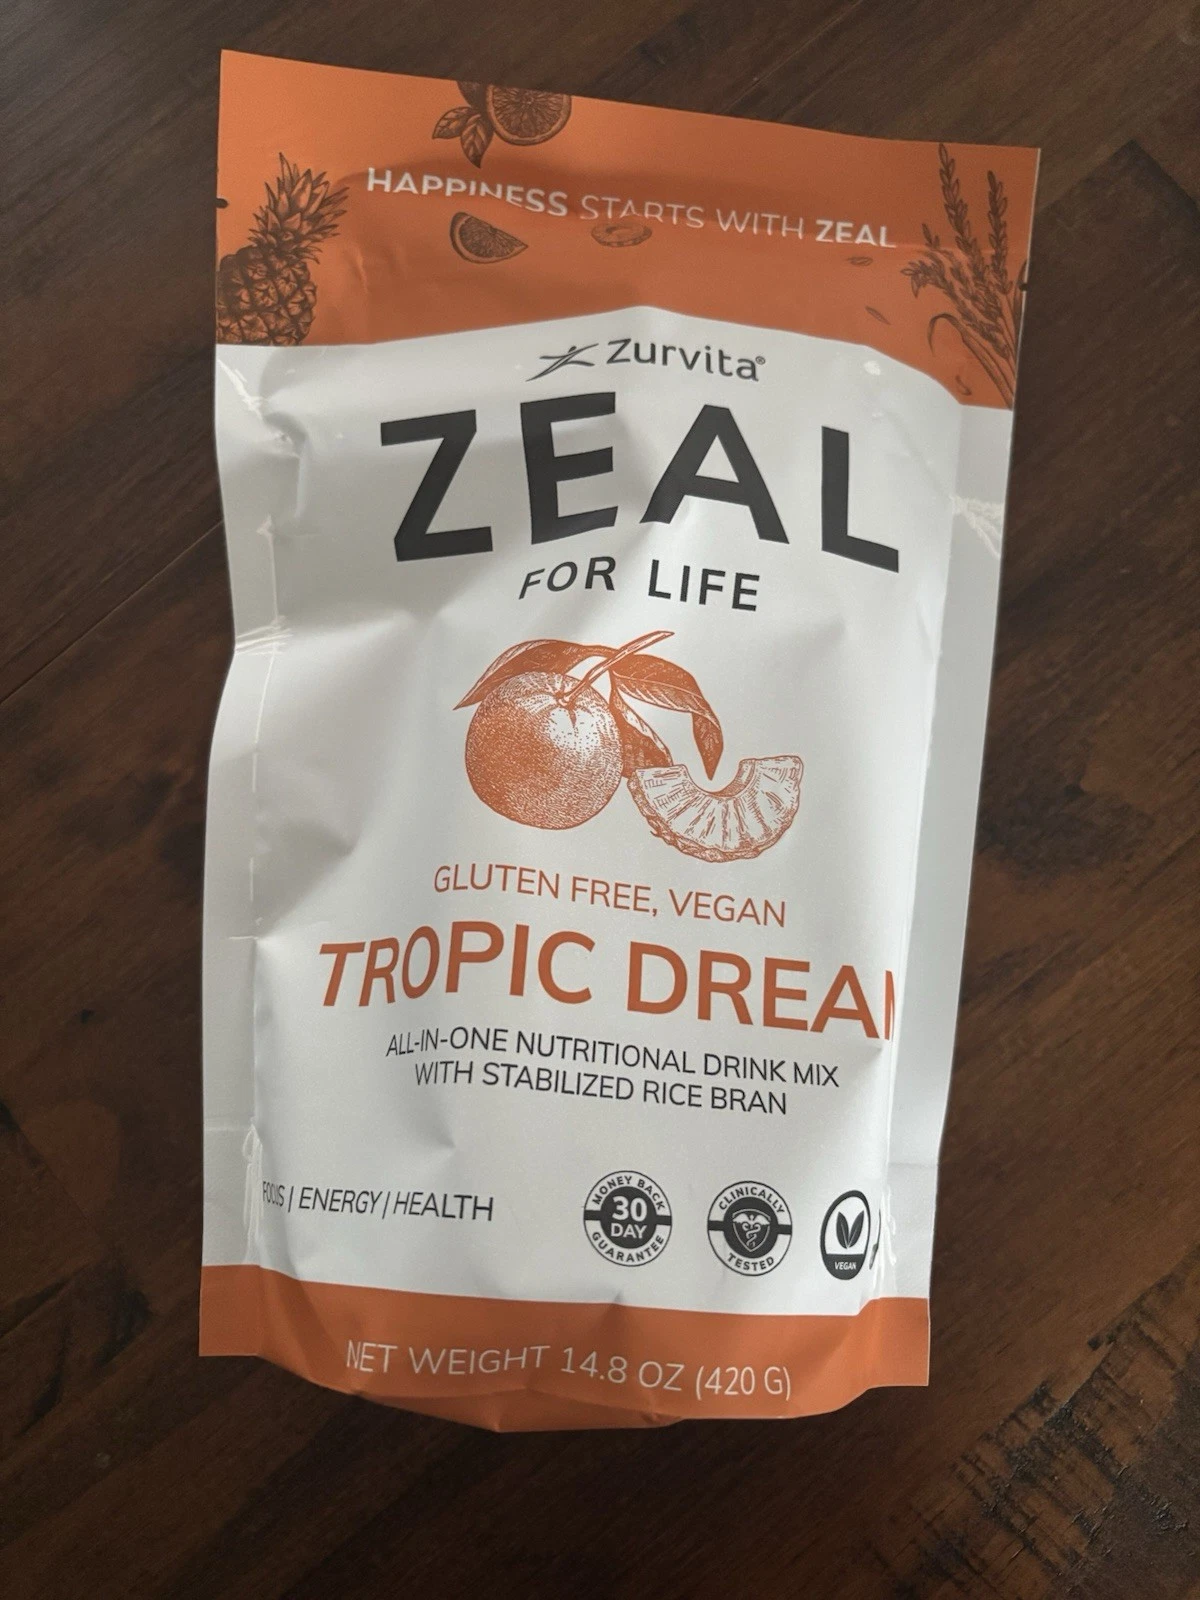 HAPPINESS STARTS WITH ZEAL
Zurvita®
ZEAL
FOR LIFE
GLUTEN FREE, VEGAN
TROPIC DREAM
ALL-IN-ONE NUTRITIONAL DRINK MIX
WITH STABILIZED RICE BRAN
FOCUS | ENERGY | HEALTH
MONEY BACK
30
DAY
GUARANTEE
CLINICALLY
TESTED
VEGAN
NET WEIGHT 14.8 OZ (420 G)